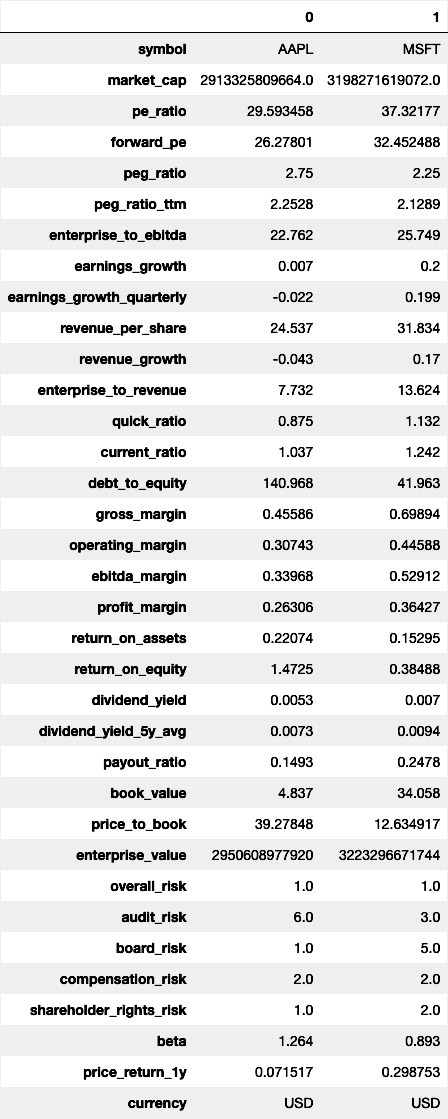 0 1
symbol AAPL MSFT
market_cap 2913325809664.0 3198271619072.0
pe_ratio 29.593458 37.32177
forward_pe 26.27801 32.452488
peg_ratio 2.75 2.25
peg_ratio_ttm 2.2528 2.1289
enterprise_to_ebitda 22.762 25.749
earnings_growth 0.007 0.2
earnings_growth_quarterly -0.022 0.199
revenue_per_share 24.537 31.834
revenue_growth -0.043 0.17
enterprise_to_revenue 7.732 13.624
quick_ratio 0.875 1.132
current_ratio 1.037 1.242
debt_to_equity 140.968 41.963
gross_margin 0.45586 0.69894
operating_margin 0.30743 0.44588
ebitda_margin 0.33968 0.52912
profit_margin 0.26306 0.36427
return_on_assets 0.22074 0.15295
return_on_equity 1.4725 0.38488
dividend_yield 0.0053 0.007
dividend_yield_5y_avg 0.0073 0.0094
payout_ratio 0.1493 0.2478
book_value 4.837 34.058
price_to_book 39.27848 12.634917
enterprise_value 2950608977920 3223296671744
overall_risk 1.0 1.0
audit_risk 6.0 3.0
board_risk 1.0 5.0
compensation_risk 2.0 2.0
shareholder_rights_risk 1.0 2.0
beta 1.264 0.893
price_return_1y 0.071517 0.298753
currency USD USD